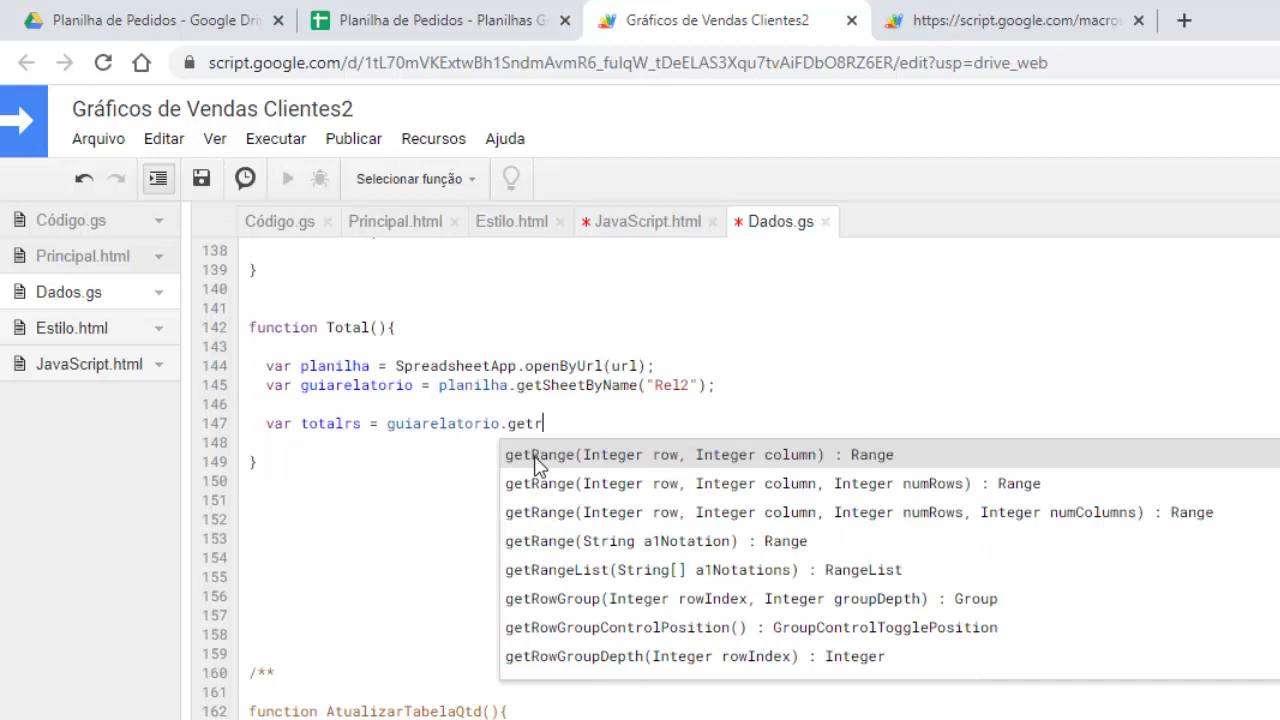 Planilha de Pedidos - Google Dri
Planilha de Pedidos - Planilhas G
Gráficos de Vendas Clientes2
https://script.google.com/macros
script.google.com/d/1tL70mVKExtwBh1SndmAvmR6_fuIqW_tDeELAS3Xqu7tvAiFDbO8RZ6ER/edit?usp=drive_web
Gráficos de Vendas Clientes2
Arquivo Editar Ver Executar Publicar Recursos Ajuda
Selecionar função
Código.gs
Principal.html
Dados.gs
Estilo.html
JavaScript.html
Código.gs Principal.html Estilo.html * JavaScript.html * Dados.gs
138
139 }
140
141
142 function Total(){
143
144 var planilha = SpreadsheetApp.openByUrl(url);
145 var guiarelatorio = planilha.getSheetByName("Rel2");
146
147 var totalrs = guiarelatorio.getr
148
149 }
150
151
152
153
154
155
156
157
158
159
160 /**
161
162 function AtualizarTabelaQtd(){
getRange(Integer row, Integer column) : Range
getRange(Integer row, Integer column, Integer numRows) : Range
getRange(Integer row, Integer column, Integer numRows, Integer numColumns) : Range
getRange(String a1Notation) : Range
getRangeList(String[] a1Notations) : RangeList
getRowGroup(Integer rowIndex, Integer groupDepth) : Group
getRowGroupControlPosition() : GroupControlTogglePosition
getRowGroupDepth(Integer rowIndex) : Integer